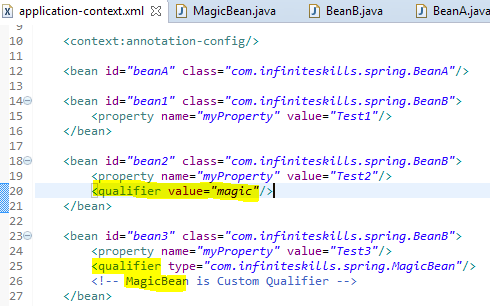 application-context.xml MagicBean.java BeanB.java BeanA.java
9
10 <context:annotation-config/>
11
12 <bean id="beanA" class="com.infiniteskills.spring.BeanA"/>
13
14 <bean id="bean1" class="com.infiniteskills.spring.BeanB">
15 <property name="myProperty" value="Test1"/>
16 </bean>
17
18 <bean id="bean2" class="com.infiniteskills.spring.BeanB">
19 <property name="myProperty" value="Test2"/>
20 <qualifier value="magic"/>
21 </bean>
22
23 <bean id="bean3" class="com.infiniteskills.spring.BeanB">
24 <property name="myProperty" value="Test3"/>
25 <qualifier type="com.infiniteskills.spring.MagicBean"/>
26 <!-- MagicBean is Custom Qualifier -->
27 </bean>